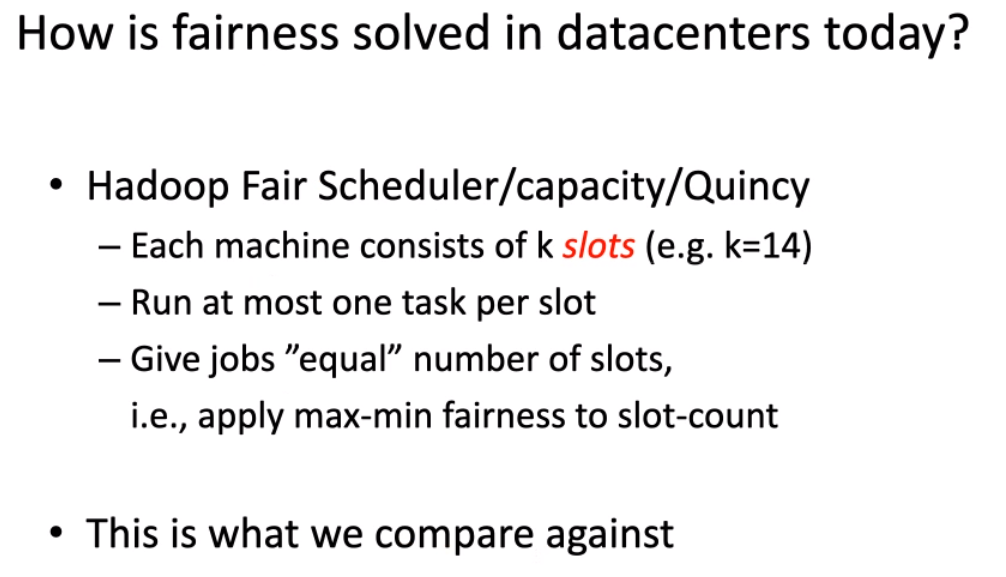 How is fairness solved in datacenters today?
• Hadoop Fair Scheduler/capacity/Quincy
– Each machine consists of k slots (e.g. k=14)
– Run at most one task per slot
– Give jobs ”equal” number of slots,
i.e., apply max-min fairness to slot-count
• This is what we compare against